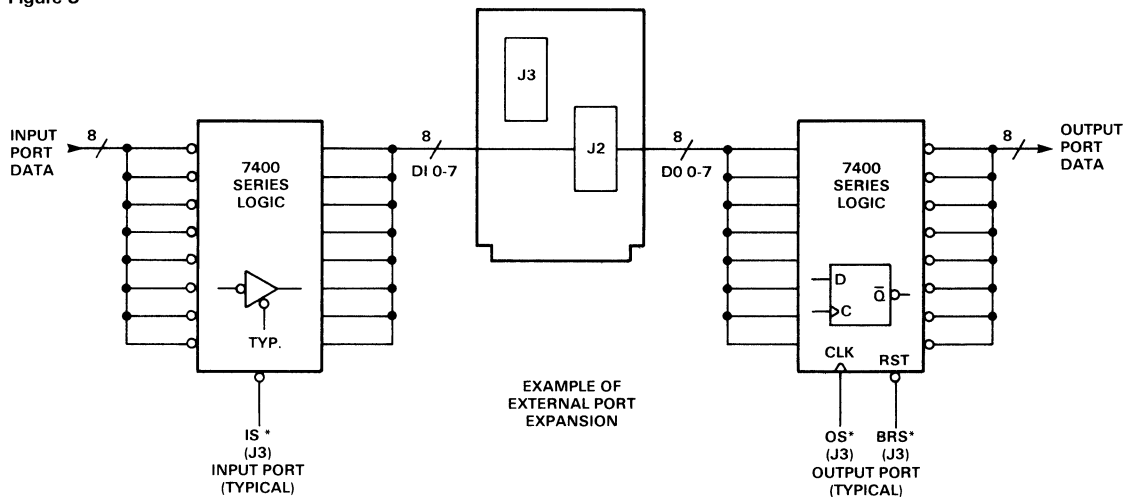 Figure 3
J3
J2
INPUT
PORT
DATA
8
7400
SERIES
LOGIC
TYP.
8
DI 0-7
8
DO 0-7
7400
SERIES
LOGIC
D
C
Q̅
CLK
RST
8
OUTPUT
PORT
DATA
EXAMPLE OF
EXTERNAL PORT
EXPANSION
IS *
(J3)
INPUT PORT
(TYPICAL)
OS* BRS*
(J3) (J3)
OUTPUT PORT
(TYPICAL)